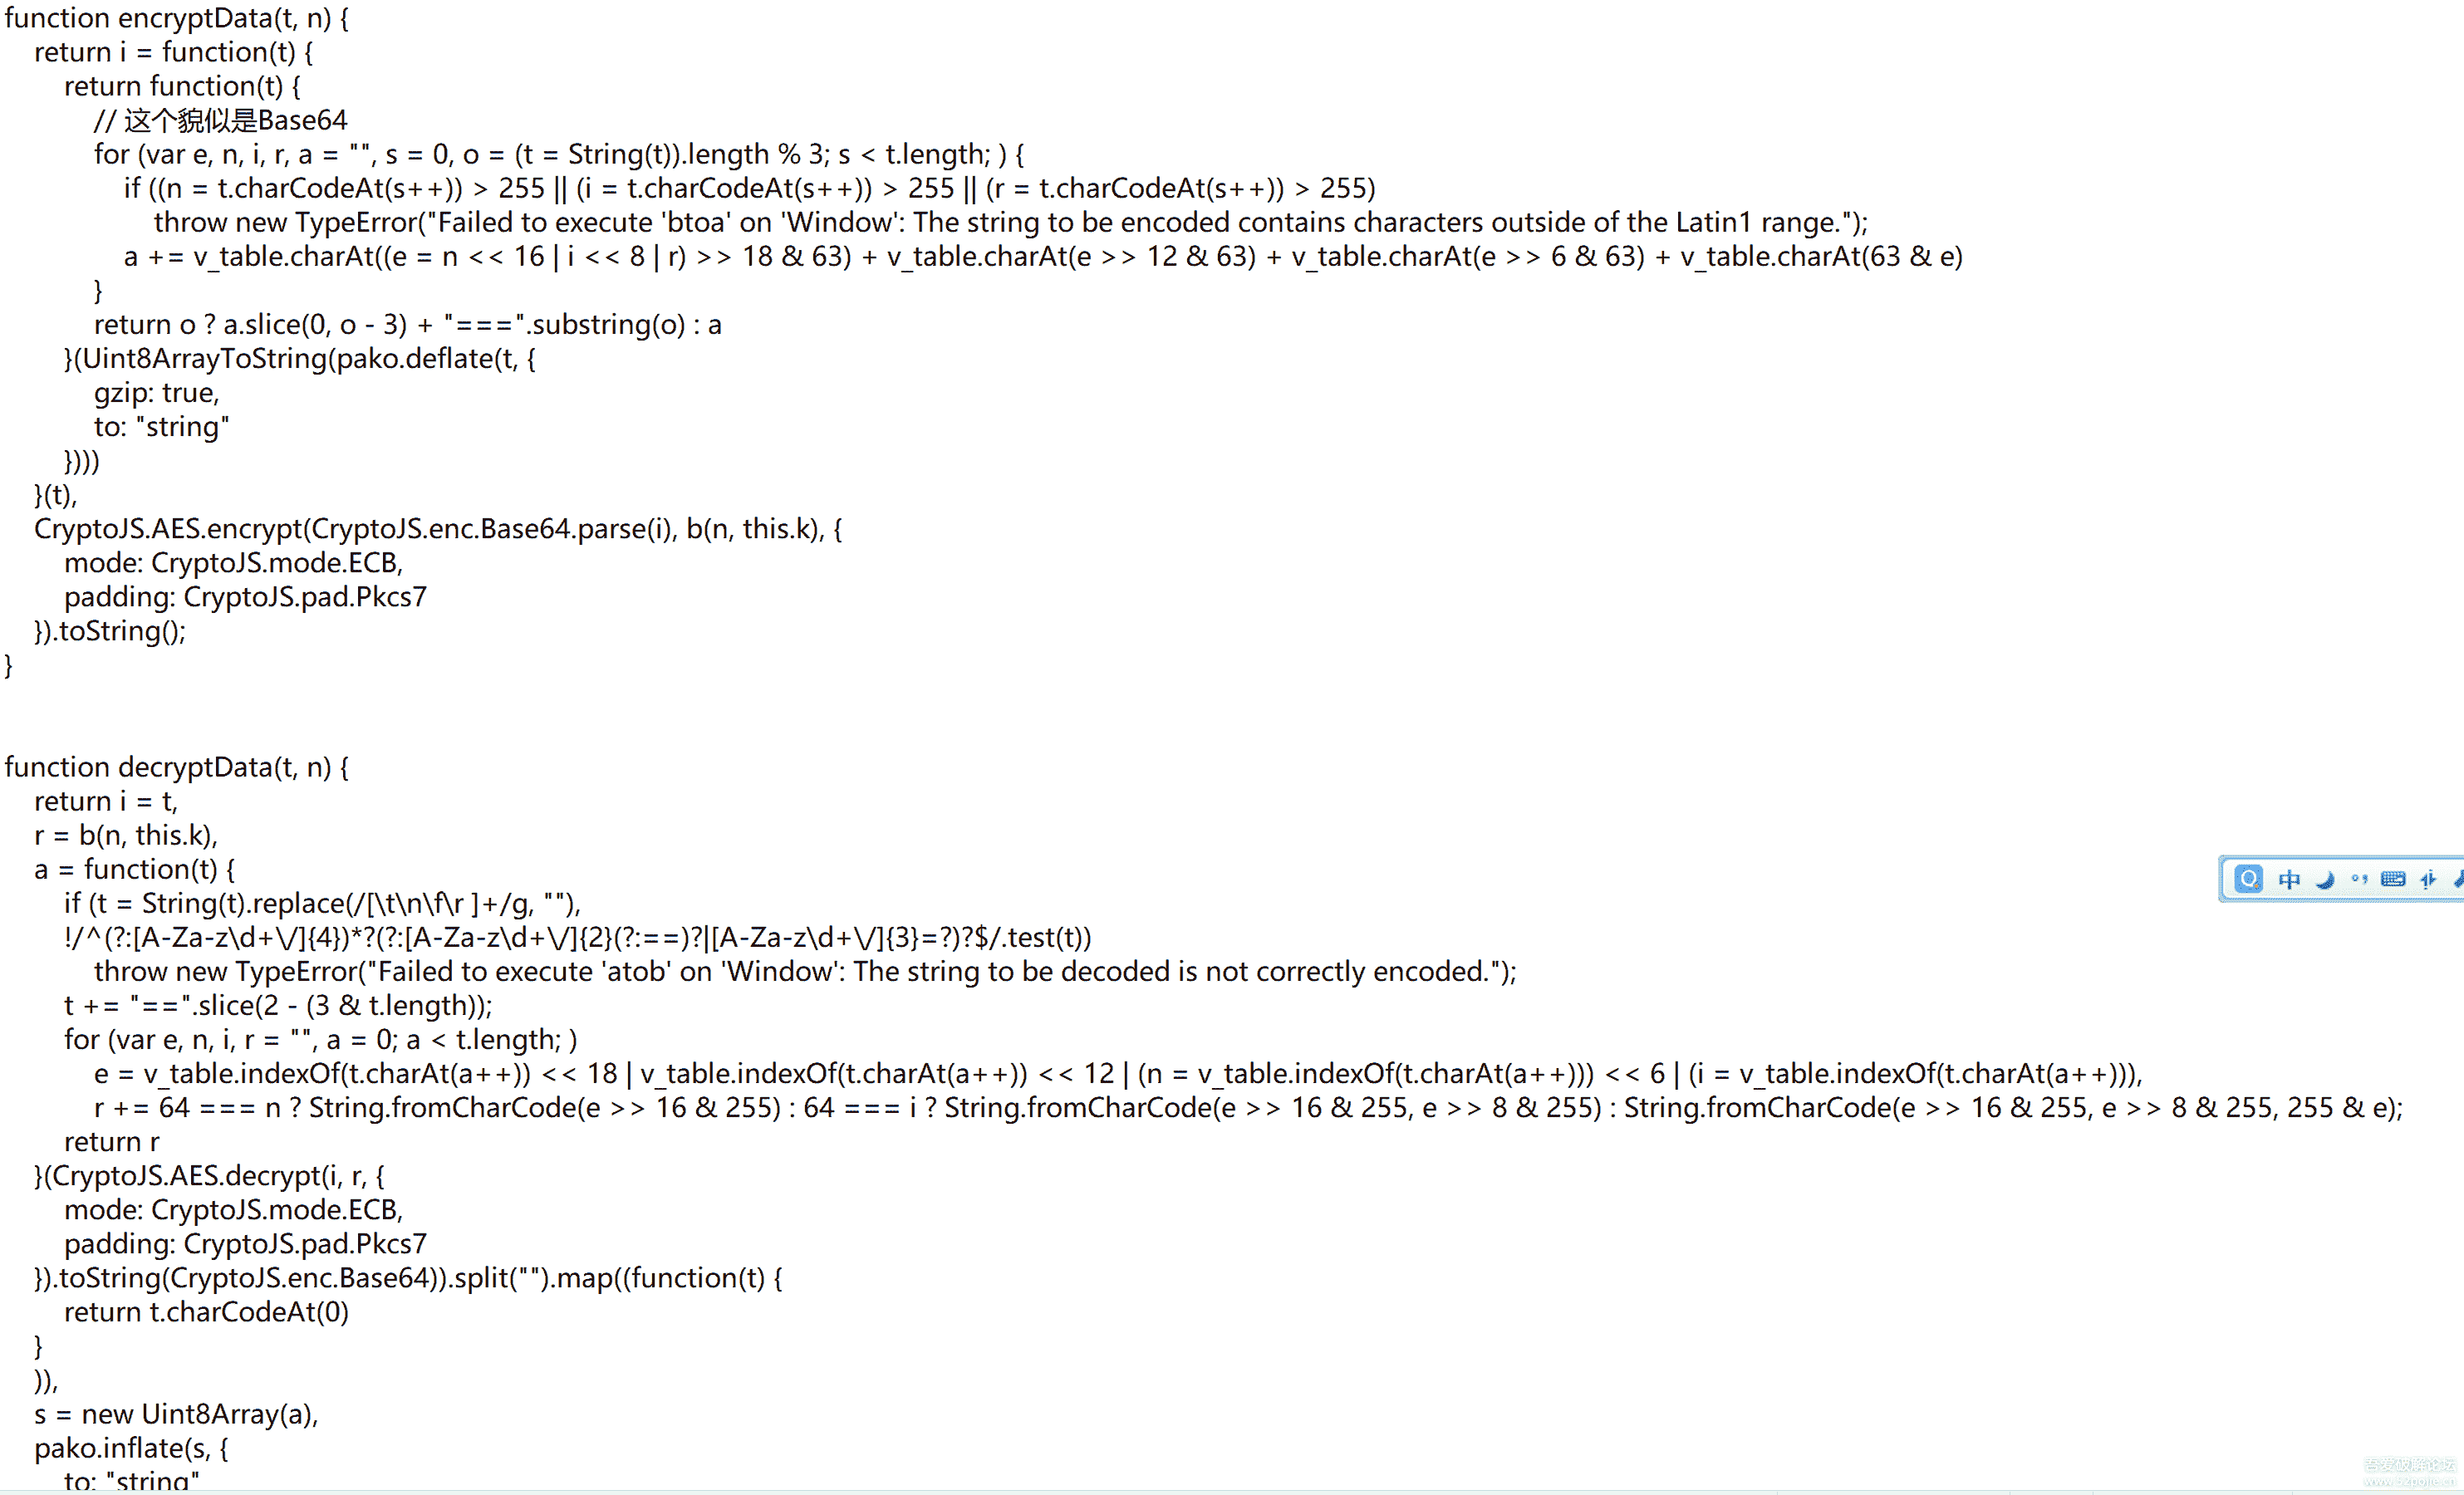 function encryptData(t, n) {
return i = function(t) {
return function(t) {
// 这个貌似是Base64
for (var e, n, i, r, a = "", s = 0, o = (t = String(t)).length % 3; s < t.length; ) {
if ((n = t.charCodeAt(s++)) > 255 || (i = t.charCodeAt(s++)) > 255 || (r = t.charCodeAt(s++)) > 255)
throw new TypeError("Failed to execute 'btoa' on 'Window': The string to be encoded contains characters outside of the Latin1 range.");
a += v_table.charAt((e = n << 16 | i << 8 | r) >> 18 & 63) + v_table.charAt(e >> 12 & 63) + v_table.charAt(e >> 6 & 63) + v_table.charAt(63 & e)
}
return o ? a.slice(0, o - 3) + "===".substring(o) : a
}(Uint8ArrayToString(pako.deflate(t, {
gzip: true,
to: "string"
})))
}(t),
CryptoJS.AES.encrypt(CryptoJS.enc.Base64.parse(i), b(n, this.k), {
mode: CryptoJS.mode.ECB,
padding: CryptoJS.pad.Pkcs7
}).toString();
}
function decryptData(t, n) {
return i = t,
r = b(n, this.k),
a = function(t) {
if (t = String(t).replace(/[\t\n\f\r ]+/g, ""),
!/^(?:[A-Za-z\d+\/]{4})*?(?:[A-Za-z\d+\/]{2}(?:==)?|[A-Za-z\d+\/]{3}=?)?$/.test(t))
throw new TypeError("Failed to execute 'atob' on 'Window': The string to be decoded is not correctly encoded.");
t += "==".slice(2 - (3 & t.length));
for (var e, n, i, r = "", a = 0; a < t.length; )
e = v_table.indexOf(t.charAt(a++)) << 18 | v_table.indexOf(t.charAt(a++)) << 12 | (n = v_table.indexOf(t.charAt(a++))) << 6 | (i = v_table.indexOf(t.charAt(a++))),
r += 64 === n ? String.fromCharCode(e >> 16 & 255) : 64 === i ? String.fromCharCode(e >> 16 & 255, e >> 8 & 255) : String.fromCharCode(e >> 16 & 255, e >> 8 & 255, 255 & e);
return r
}(CryptoJS.AES.decrypt(i, r, {
mode: CryptoJS.mode.ECB,
padding: CryptoJS.pad.Pkcs7
}).toString(CryptoJS.enc.Base64)).split("").map((function(t) {
return t.charCodeAt(0)
}
)),
s = new Uint8Array(a),
pako.inflate(s, {
to: "string"
中
吾爱破解论坛
www.52pojie.cn